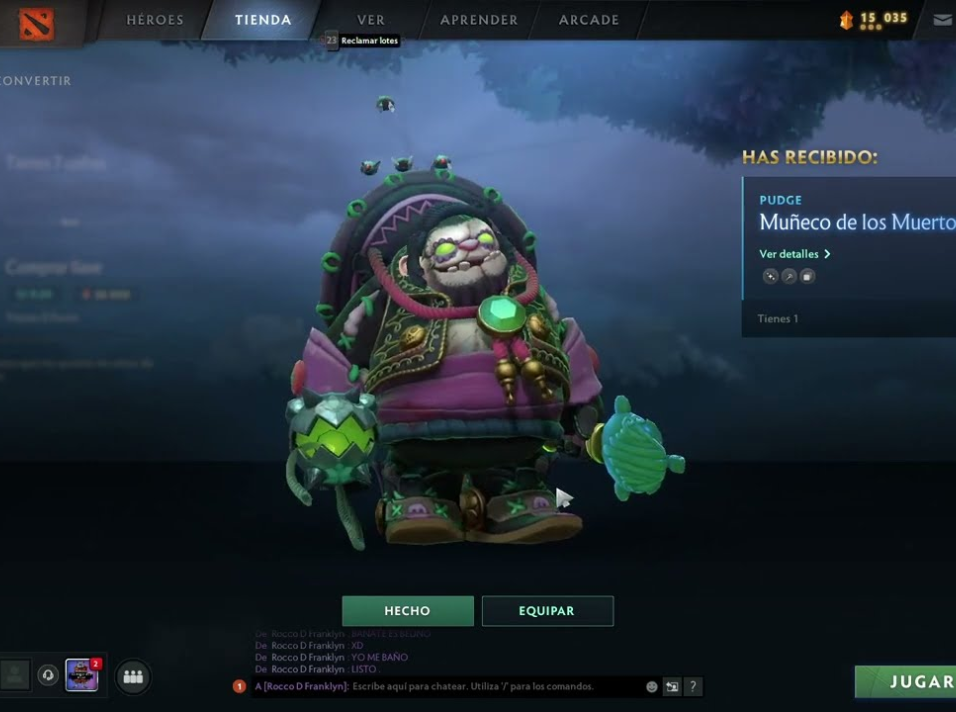 HÉROES TIENDA VER APRENDER ARCADE 15 035
23 Reclamar lotes
CONVERTIR
HAS RECIBIDO:
PUDGE
Muñeco de los Muerto
Ver detalles >
Tienes 1
HECHO EQUIPAR
De Rocco D Franklyn :
De Rocco D Franklyn : XD
De Rocco D Franklyn : YO ME BAÑO
De Rocco D Franklyn : LISTO .
2
1 A [Rocco D Franklyn]: Escribe aquí para chatear. Utiliza '/' para los comandos. ?
JUGAR